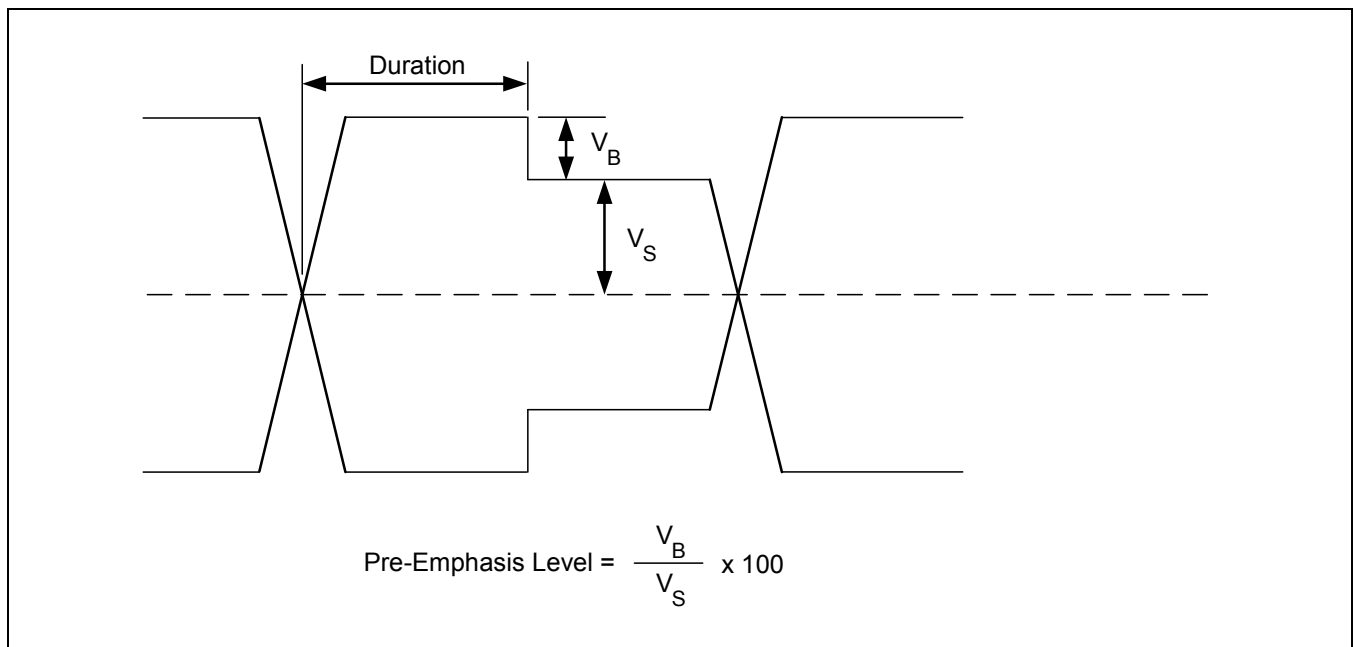 Duration
V_B
V_S
Pre-Emphasis Level = V_B / V_S x 100